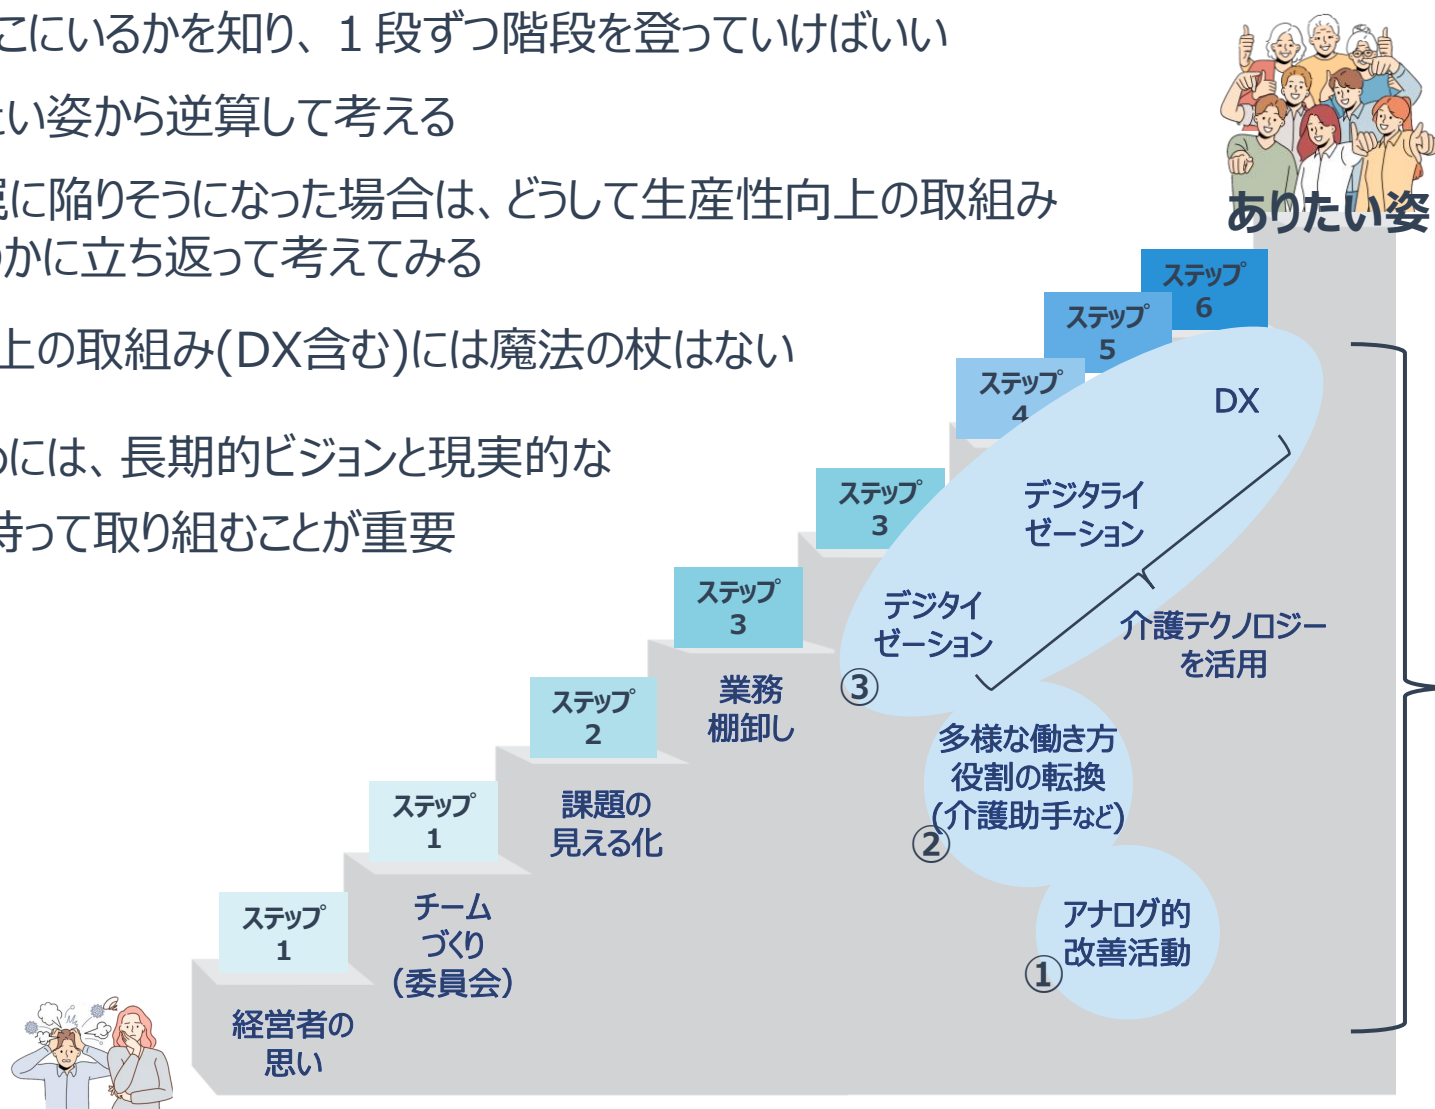 こにいるかを知り、１段ずつ階段を登っていけばいい
たい姿から逆算して考える
に陥りそうになった場合は、どうして生産性向上の取組み
のかに立ち返って考えてみる
上の取組み(DX含む)には魔法の杖はない
めには、長期的ビジョンと現実的な
持って取り組むことが重要
ありたい姿
ステップ
6
ステップ
5
ステップ
4
ステップ
3
ステップ
3
ステップ
2
ステップ
1
ステップ
1
DX
デジタライ
ゼーション
デジタイ
ゼーション
③
介護テクノロジー
を活用
多様な働き方
役割の転換
(介護助手など)
②
アナログ的
改善活動
①
業務
棚卸し
課題の
見える化
チーム
づくり
（委員会）
経営者の
思い